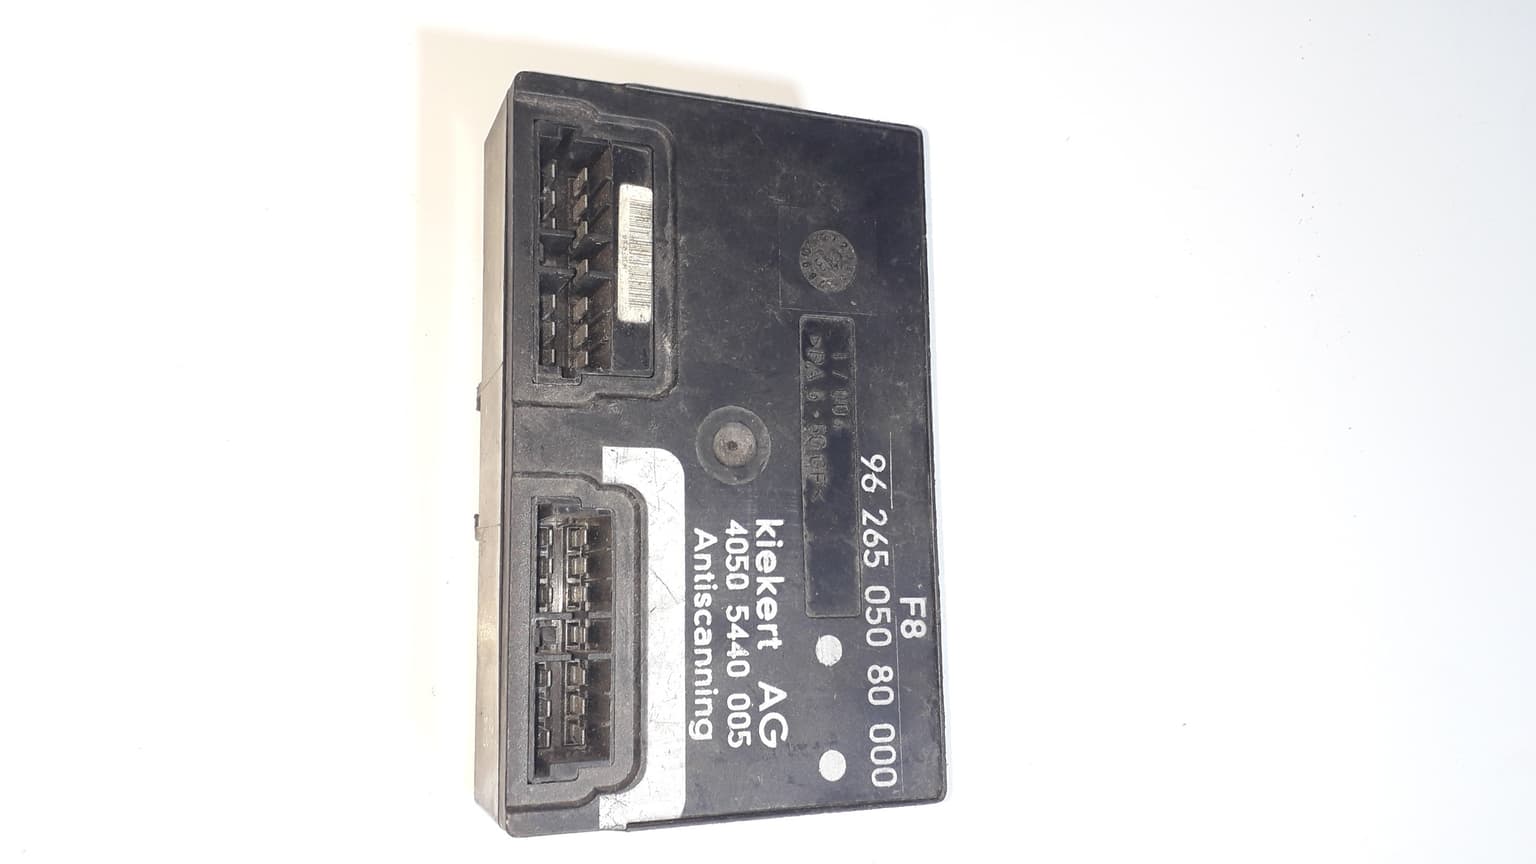 F8
96 265 050 80 000
kiekert AG
4050 5440 005
Antiscanning